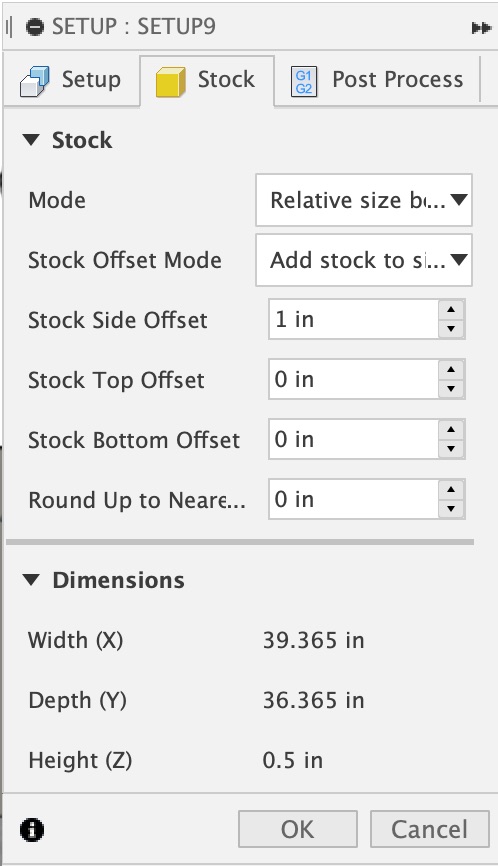 SETUP : SETUP9
Setup Stock G1 G2 Post Process
Stock
Mode Relative size bo...
Stock Offset Mode Add stock to si...
Stock Side Offset 1 in
Stock Top Offset 0 in
Stock Bottom Offset 0 in
Round Up to Neare... 0 in
Dimensions
Width (X) 39.365 in
Depth (Y) 36.365 in
Height (Z) 0.5 in
OK Cancel